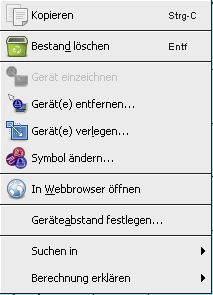 Kopieren Strg-C
Bestand löschen Entf
Gerät einzeichnen
Gerät(e) entfernen...
Gerät(e) verlegen...
Symbol ändern...
In Webbrowser öffnen
Geräteabstand festlegen...
Suchen in
Berechnung erklären